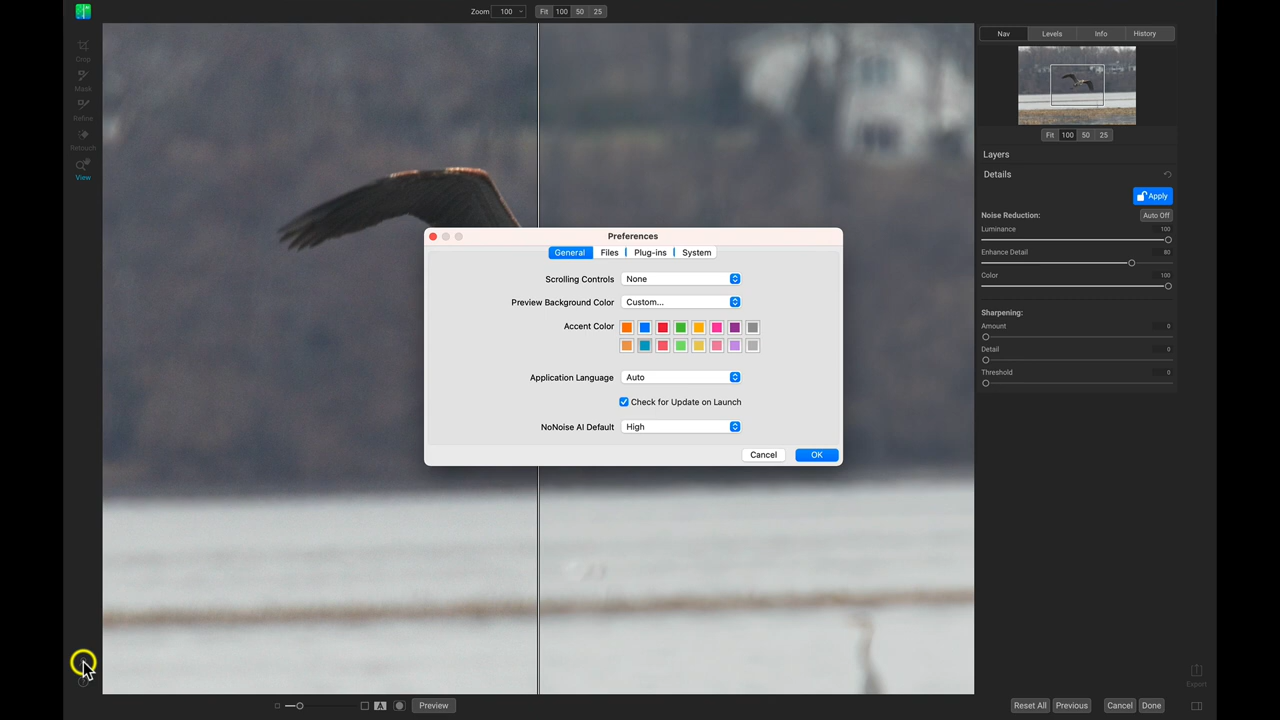 Zoom 100 Fit 100 50 25
Crop
Mask
Refine
Retouch
View
Nav Levels Info History
Fit 100 50 25
Layers
Details
Apply
Noise Reduction: Auto Off
Luminance 100
Enhance Detail 80
Color 100
Sharpening:
Amount 0
Detail 0
Threshold 0
Preferences
General Files Plug-ins System
Scrolling Controls None
Preview Background Color Custom...
Accent Color
Application Language Auto
Check for Update on Launch
NoNoise AI Default High
Cancel OK
Export
A Preview
Reset All Previous Cancel Done